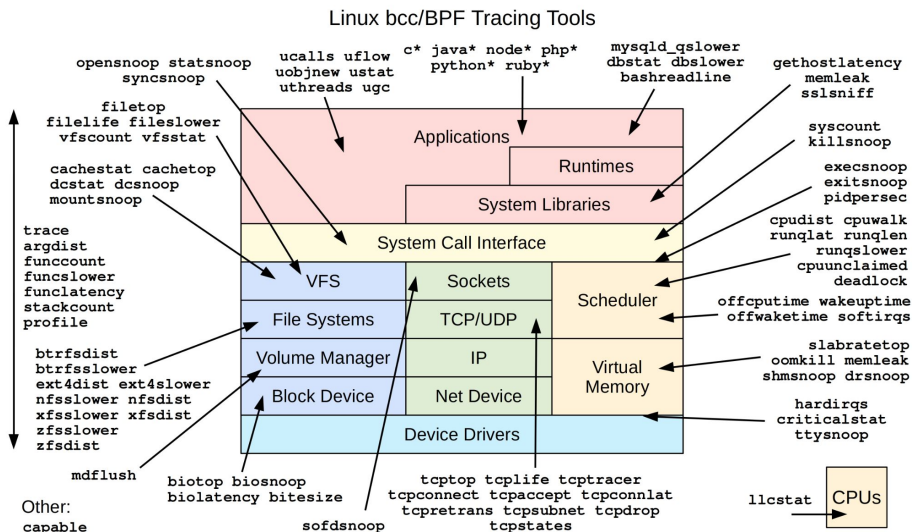 Linux bcc/BPF Tracing Tools
opensnoop statsnoop
syncsnoop
ucalls uflow
uobjnew ustat
uthreads ugc
c* java* node* php*
python* ruby*
mysqld_qslower
dbstat dbslower
bashreadline
gethostlatency
memleak
sslsniff
filetop
filelife fileslower
vfscount vfsstat
syscount
killsnoop
cachestat cachetop
dcstat dcsnoop
mountsnoop
execsnoop
exitsnoop
pidpersec
trace
argdist
funccount
funcslower
funclatency
stackcount
profile
cpudist cpuwalk
runqlat runqlen
runqslower
cpuunclaimed
deadlock
offcputime wakeuptime
offwaketime softirqs
btrfsdist
btrfsslower
ext4dist ext4slower
nfsslower nfsdist
xfsslower xfsdist
zfsslower
zfsdist
slabratetop
oomkill memleak
shmsnoop drsnoop
hardirqs
criticalstat
ttysnoop
Applications
Runtimes
System Libraries
System Call Interface
VFS
Sockets
Scheduler
File Systems
TCP/UDP
Volume Manager
IP
Virtual
Memory
Block Device
Net Device
Device Drivers
mdflush
biotop biosnoop
biolatency bitesize
sofdsnoop
tcptop tcplife tcptracer
tcpconnect tcpaccept tcpconnlat
tcpretrans tcpsubnet tcpdrop
tcpstates
llcstat
CPUs
Other:
capable